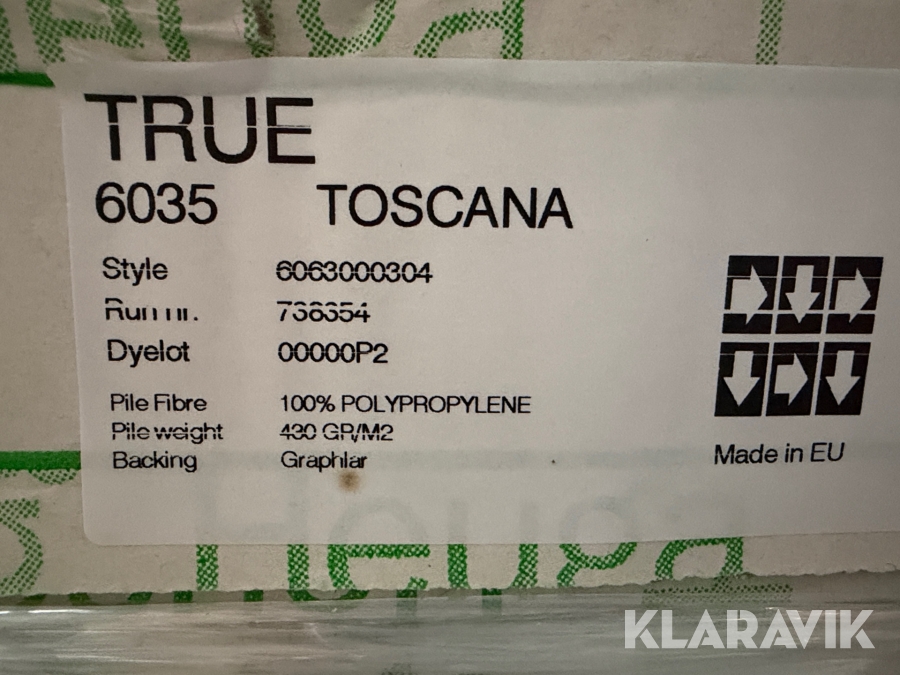 TRUE
6035 TOSCANA
Style 6063000304
Run nr.
Dyelot 00000P2
Pile Fibre 100% POLYPROPYLENE
Pile weight 430 GR/M2
Backing Graphlar
Made in EU
Heuga
KLARAVIK